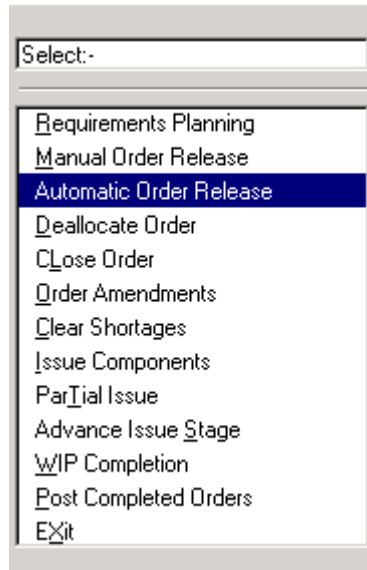 Select:-
Requirements Planning
Manual Order Release
Automatic Order Release
Deallocate Order
CLose Order
Order Amendments
Clear Shortages
Issue Components
ParTial Issue
Advance Issue Stage
WIP Completion
Post Completed Orders
EXit